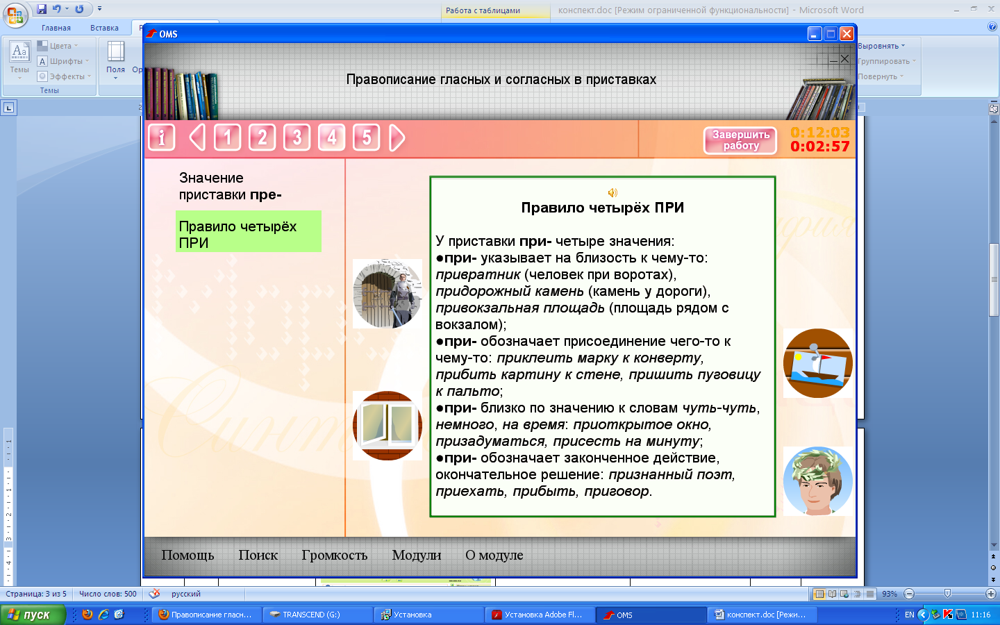 Работа с таблицами
конспект.doc [Режим ограниченной функциональности] - Microsoft Word
Главная
Вставка
Темы
Цвета
Шрифты
Эффекты
Темы
Поля
Выровнять
Группировать
Повернуть
OMS
Правописание гласных и согласных в приставках
i
1
2
3
4
5
Завершить
работу
0:12:03
0:02:57
Значение
приставки пре-
Правило четырёх
ПРИ
Правило четырёх ПРИ
У приставки при- четыре значения:
●при- указывает на близость к чему-то:
привратник (человек при воротах),
придорожный камень (камень у дороги),
привокзальная площадь (площадь рядом с
вокзалом);
●при- обозначает присоединение чего-то к
чему-то: приклеить марку к конверту,
прибить картину к стене, пришить пуговицу
к пальто;
●при- близко по значению к словам чуть-чуть,
немного, на время: приоткрытое окно,
призадуматься, присесть на минуту;
●при- обозначает законченное действие,
окончательное решение: признанный поэт,
приехать, прибыть, приговор.
Помощь
Поиск
Громкость
Модули
О модуле
Страница: 3 из 5
Число слов: 500
русский
93%
пуск
Правописание гласн...
TRANSCEND (G:)
Установка
Установка Adobe Fl...
OMS
конспект.doc [Режи...
EN
11:16